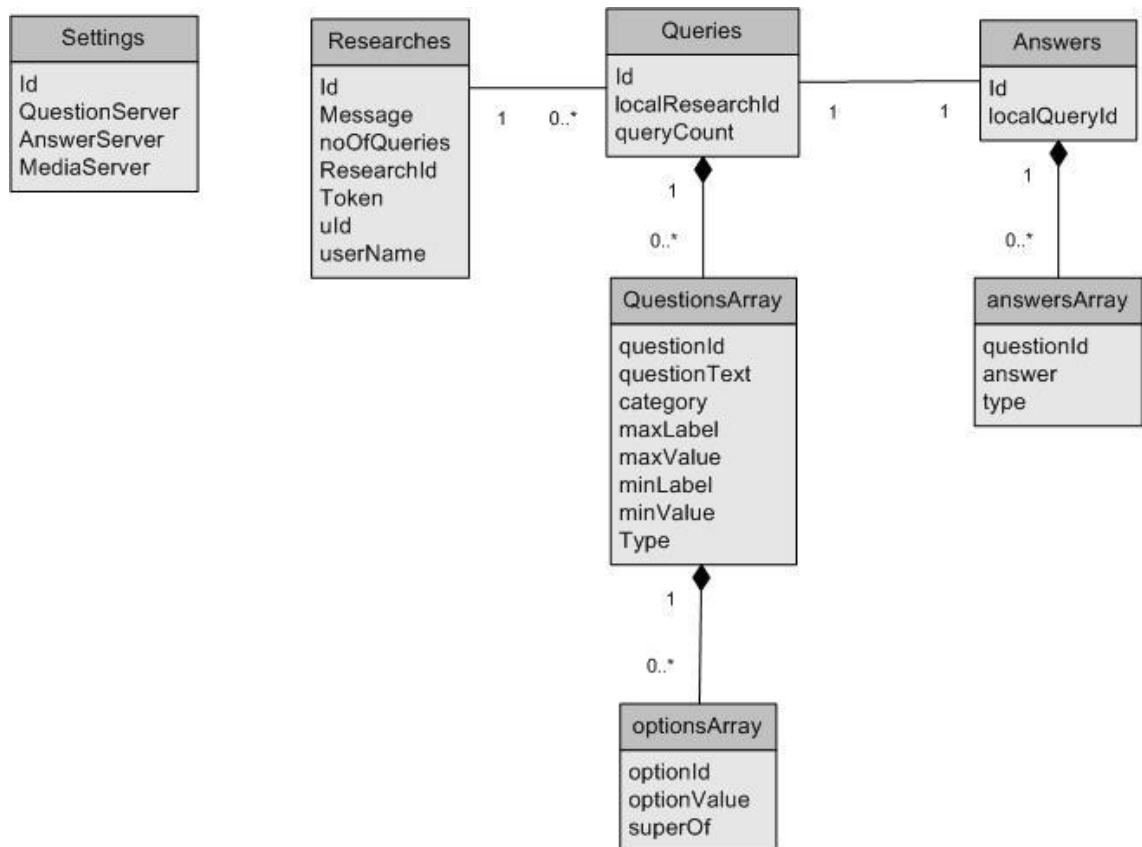 Settings
Id
QuestionServer
AnswerServer
MediaServer
Researches
Id
Message
noOfQueries
ResearchId
Token
uId
userName
1
0..*
Queries
Id
localResearchId
queryCount
1
1
Answers
Id
localQueryId
1
0..*
QuestionsArray
questionId
questionText
category
maxLabel
maxValue
minLabel
minValue
Type
1
0..*
answersArray
questionId
answer
type
1
0..*
optionsArray
optionId
optionValue
superOf